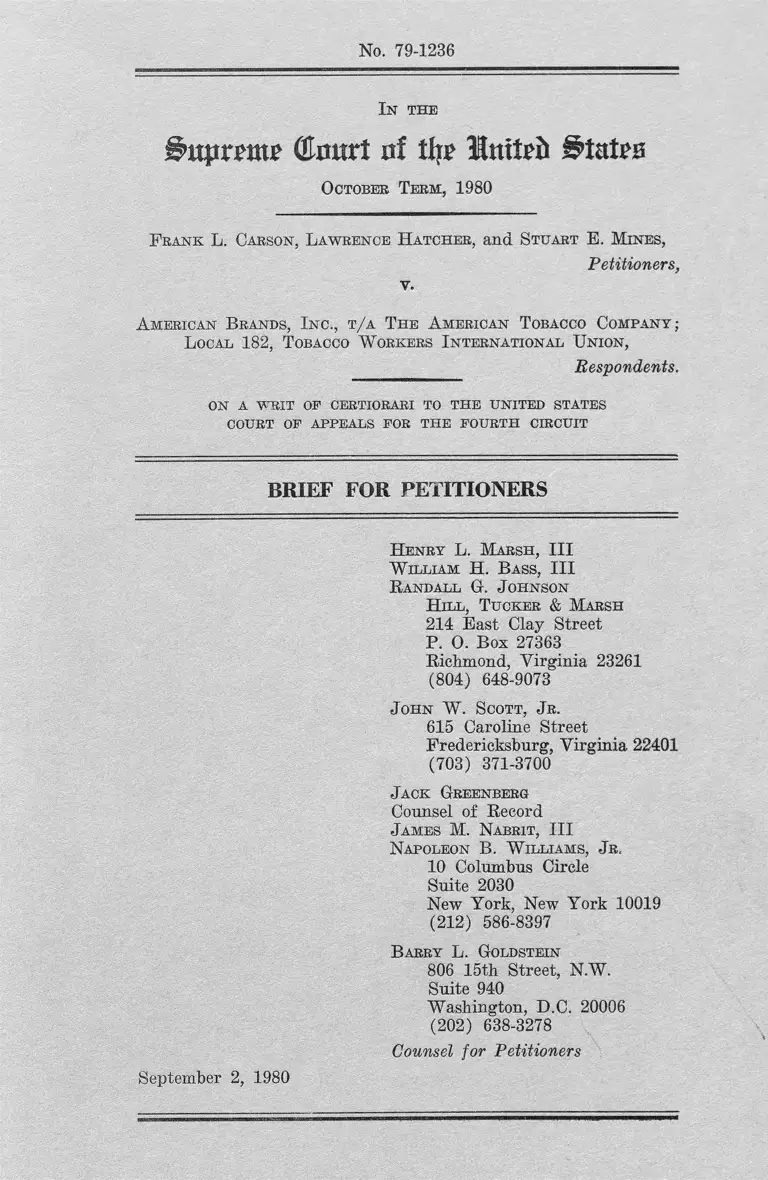 No. 79-1236
In the
Supreme Court of the United States
October Term, 1980
Frank L. Carson, Lawrence Hatcher, and Stuart E. Mines,
Petitioners,
v.
American Brands, Inc., t/a The American Tobacco Company;
Local 182, Tobacco Workers International Union,
Respondents.
ON A WRIT OF CERTIORARI TO THE UNITED STATES
COURT OF APPEALS FOR THE FOURTH CIRCUIT
BRIEF FOR PETITIONERS
Henry L. Marsh, III
William H. Bass, III
Randall G. Johnson
Hill, Tucker & Marsh
214 East Clay Street
P. O. Box 27363
Richmond, Virginia 23261
(804) 648-9073
John W. Scott, Jr.
615 Caroline Street
Fredericksburg, Virginia 22401
(703) 371-3700
Jack Greenberg
Counsel of Record
James M. Nabrit, III
Napoleon B. Williams, Jr.
10 Columbus Circle
Suite 2030
New York, New York 10019
(212) 586-8397
Barry L. Goldstein
806 15th Street, N.W.
Suite 940
Washington, D.C. 20006
(202) 638-3278
Counsel for Petitioners
September 2, 1980